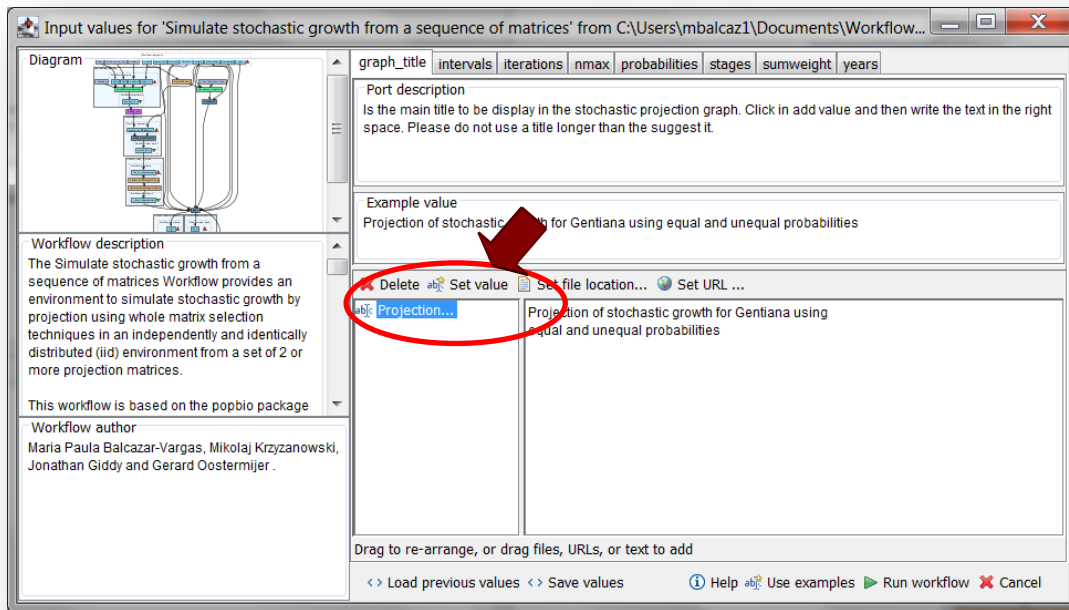 Input values for 'Simulate stochastic growth from a sequence of matrices' from C:\Users\mbalcaz1\Documents\Workflow...
Diagram
Workflow description
The Simulate stochastic growth from a
sequence of matrices Workflow provides an
environment to simulate stochastic growth by
projection using whole matrix selection
techniques in an independently and identically
distributed (iid) environment from a set of 2 or
more projection matrices.
This workflow is based on the popbio package
Workflow author
Maria Paula Balcazar-Vargas, Mikolaj Krzyzanowski,
Jonathan Giddy and Gerard Oostermijer .
graph_title intervals iterations nmax probabilities stages sumweight years
Port description
Is the main title to be display in the stochastic projection graph. Click in add value and then write the text in the right
space. Please do not use a title longer than the suggest it.
Example value
Projection of stochastic growth for Gentiana using equal and unequal probabilities
Delete Set value Set file location... Set URL ...
Projection...
Projection of stochastic growth for Gentiana using
equal and unequal probabilities
Drag to re-arrange, or drag files, URLs, or text to add
Load previous values Save values Help Use examples Run workflow Cancel